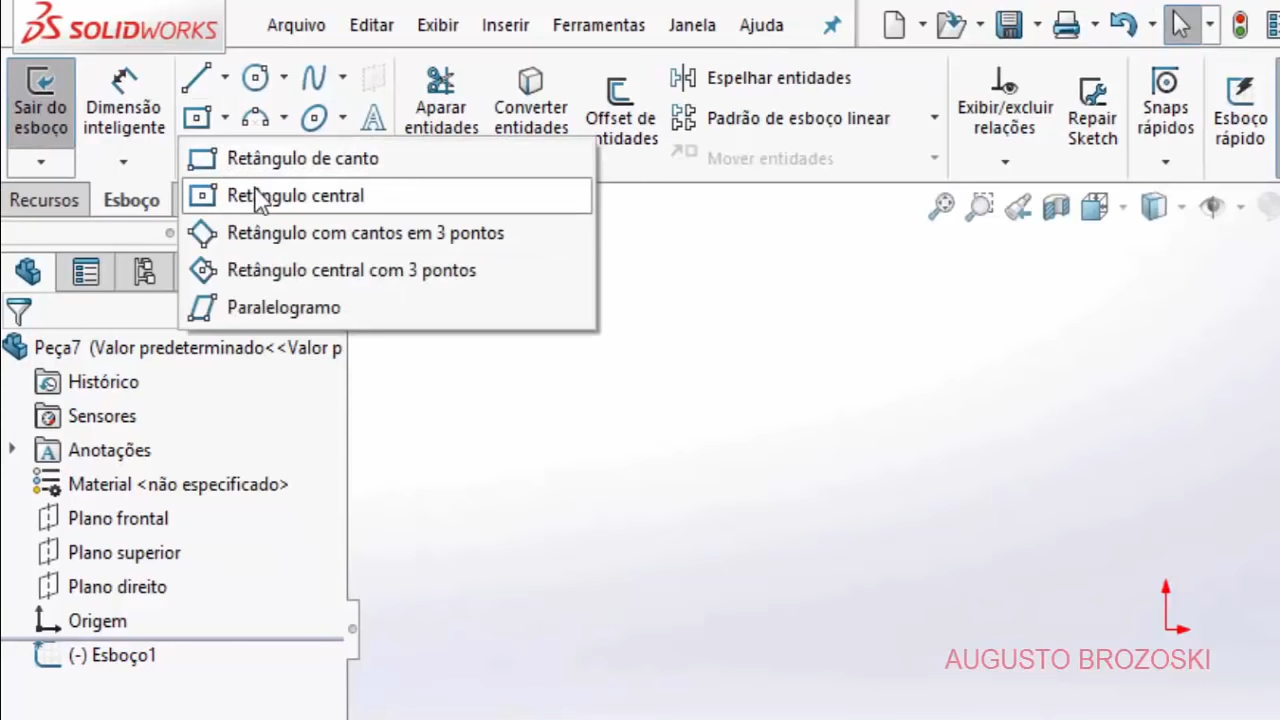 SOLIDWORKS
Arquivo Editar Exibir Inserir Ferramentas Janela Ajuda
Sair do esboço
Dimensão inteligente
Aparar entidades
Converter entidades
Offset de entidades
Espelhar entidades
Padrão de esboço linear
Mover entidades
Exibir/excluir relações
Repair Sketch
Snaps rápidos
Esboço rápido
Recursos Esboço
Retângulo de canto
Retângulo central
Retângulo com cantos em 3 pontos
Retângulo central com 3 pontos
Paralelogramo
Peça7 (Valor predeterminado<<Valor p
Histórico
Sensores
Anotações
Material <não especificado>
Plano frontal
Plano superior
Plano direito
Origem
(-) Esboço1
AUGUSTO BROZOSKI